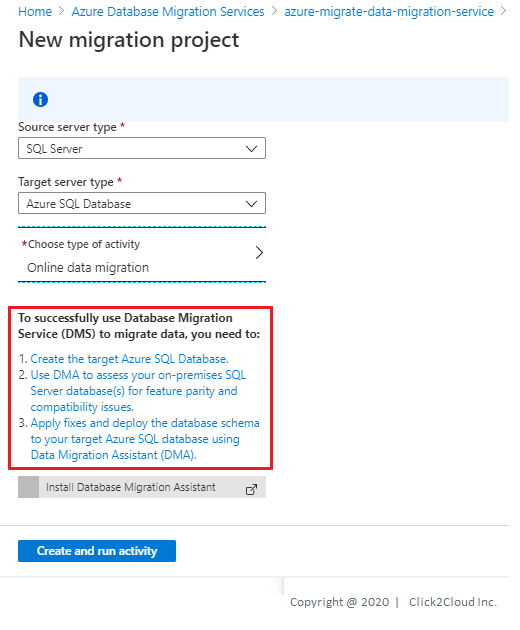 Home > Azure Database Migration Services > azure-migrate-data-migration-service >
New migration project
Source server type *
SQL Server
Target server type *
Azure SQL Database
*Choose type of activity
Online data migration
To successfully use Database Migration
Service (DMS) to migrate data, you need to:
1. Create the target Azure SQL Database.
2. Use DMA to assess your on-premises SQL
Server database(s) for feature parity and
compatibility issues.
3. Apply fixes and deploy the database schema
to your target Azure SQL database using
Data Migration Assistant (DMA).
Install Database Migration Assistant
Create and run activity
Copyright @ 2020 | Click2Cloud Inc.